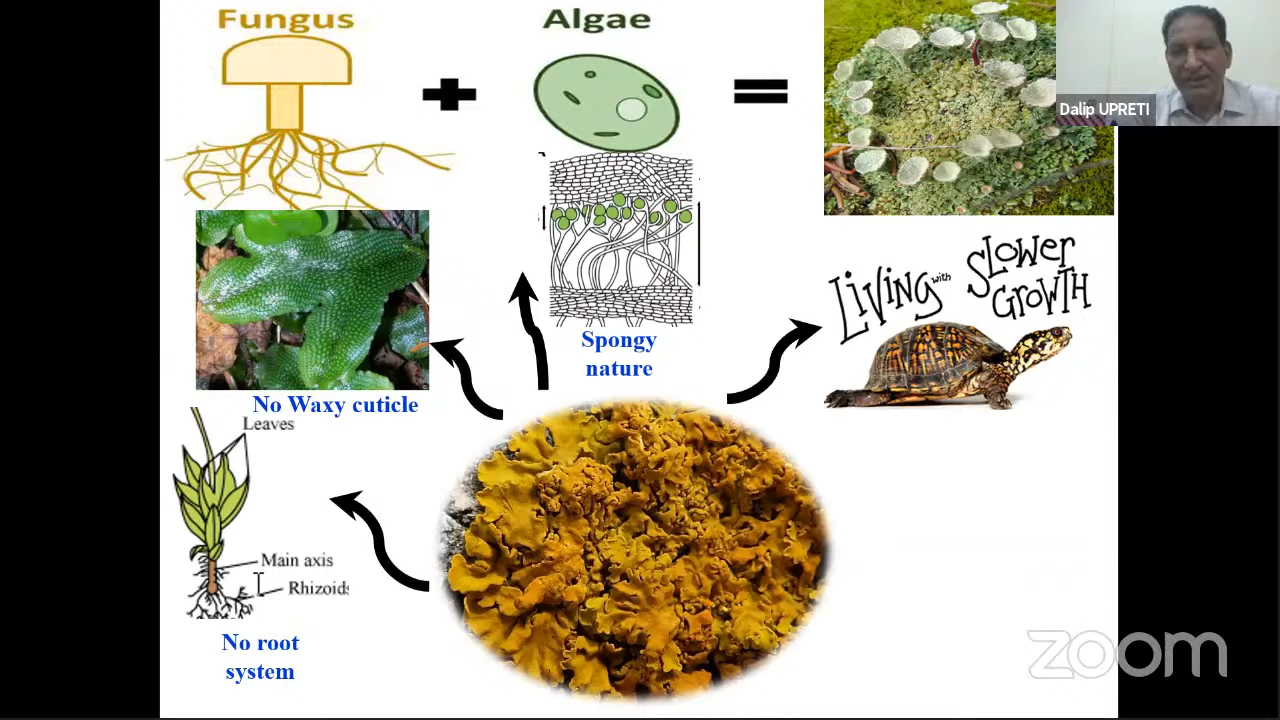 Fungus
Algae
Dalip UPRETI
LIVING with SLOWER GROWTH
Spongy
nature
No Waxy cuticle
Leaves
Main axis
Rhizoids
No root
system
zoom